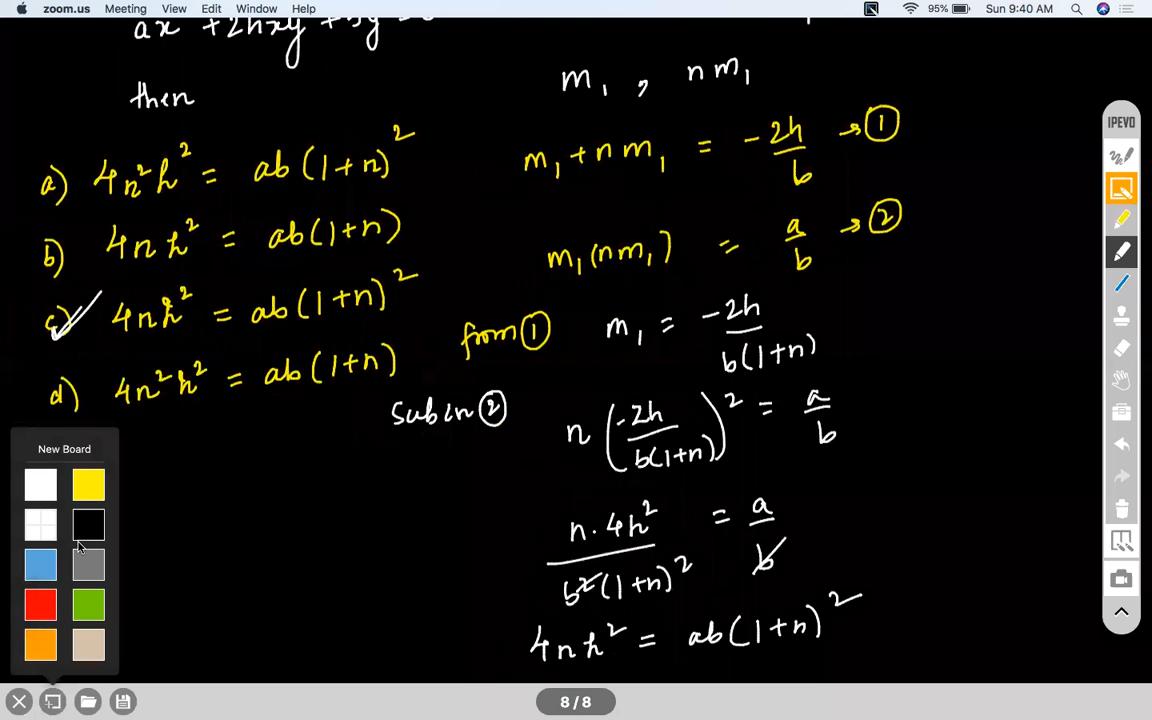 zoom.us Meeting View Edit Window Help 95% Sun 9:40 AM
ax + 2hxy +
then
a) 4n²h² = ab(1+n)²
b) 4nh² = ab(1+n)
c) 4nh² = ab(1+n)²
d) 4n²h² = ab(1+n)
m₁ , nm₁
m₁ + nm₁ = -2h/b → ①
m₁(nm₁) = a/b → ②
from ① m₁ = -2h/b(1+n)
Sub in ② n(-2h/b(1+n))² = a/b
n·4h²/b²(1+n)² = a/b
4nh² = ab(1+n)²
IPEVO
New Board
8 / 8